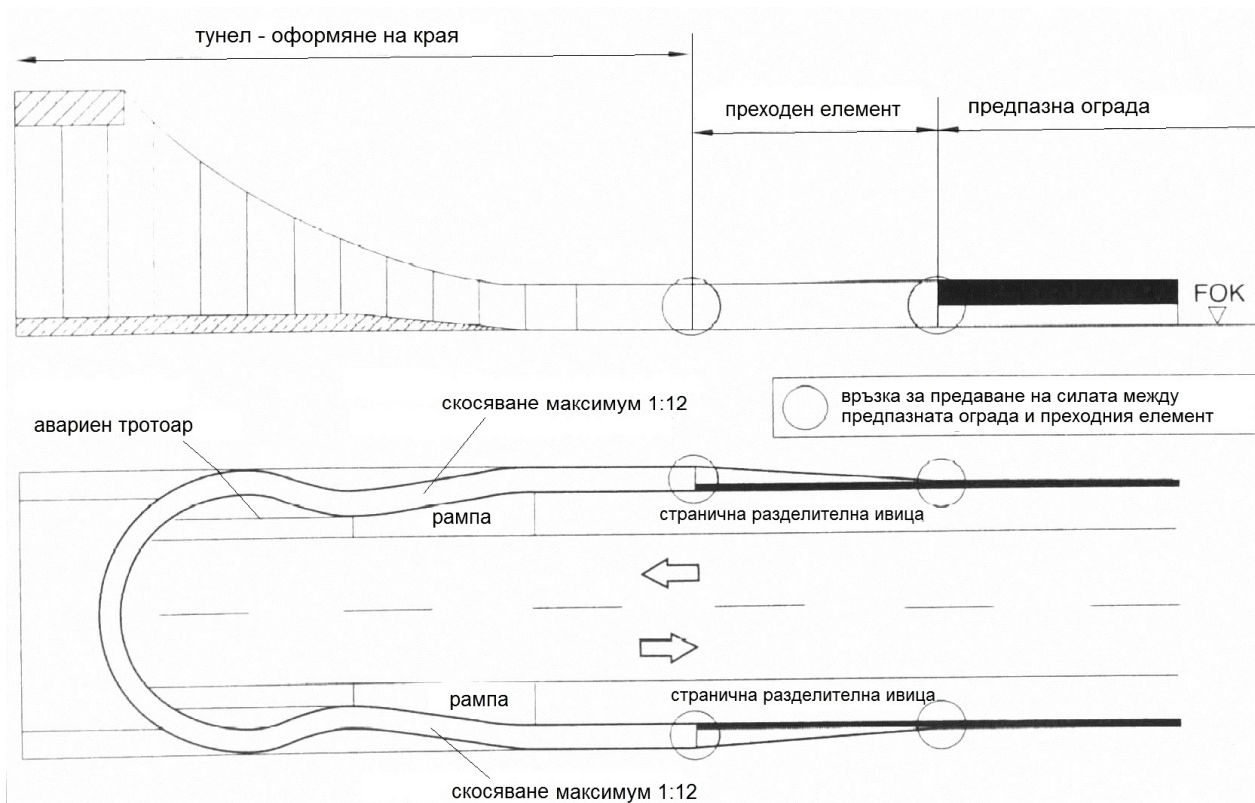 тунел - оформяне на края
преходен елемент
предпазна ограда
FOK
връзка за предаване на силата между
предпазната ограда и преходния елемент
скосяване максимум 1:12
авариен тротоар
рампа
странична разделителна ивица
рампа
странична разделителна ивица
скосяване максимум 1:12